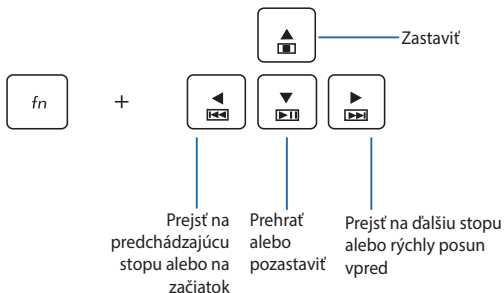 Zastaviť
fn
+
Prejsť na
predchádzajúcu
stopu alebo na
začiatok
Prehrať
alebo
pozastaviť
Prejsť na ďalšiu stopu
alebo rýchly posun
vpred